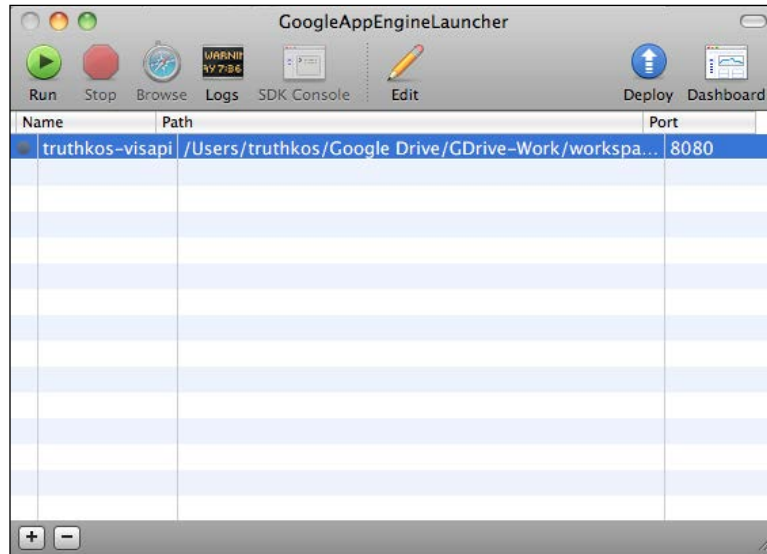 GoogleAppEngineLauncher
Run Stop Browse Logs SDK Console Edit Deploy Dashboard
Name Path Port
truthkos-visapi /Users/truthkos/Google Drive/GDrive-Work/workspa... 8080
+ −